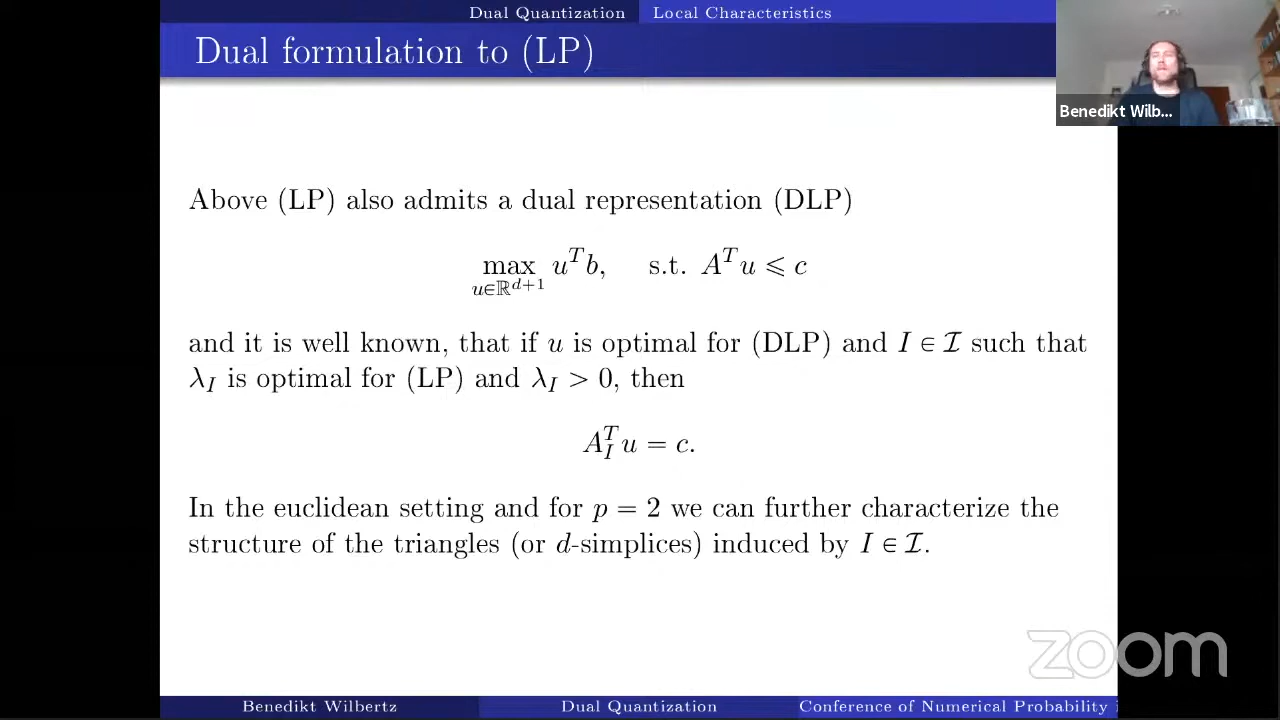 Dual Quantization Local Characteristics
Dual formulation to (LP)
Benedikt Wilb...
Above (LP) also admits a dual representation (DLP)
max_{u∈ℝ^{d+1}} u^T b, s.t. A^T u ⩽ c
and it is well known, that if u is optimal for (DLP) and I ∈ 𝓘 such that
λ_I is optimal for (LP) and λ_I > 0, then
A_I^T u = c.
In the euclidean setting and for p = 2 we can further characterize the
structure of the triangles (or d-simplices) induced by I ∈ 𝓘.
zoom
Benedikt Wilbertz Dual Quantization Conference of Numerical Probability